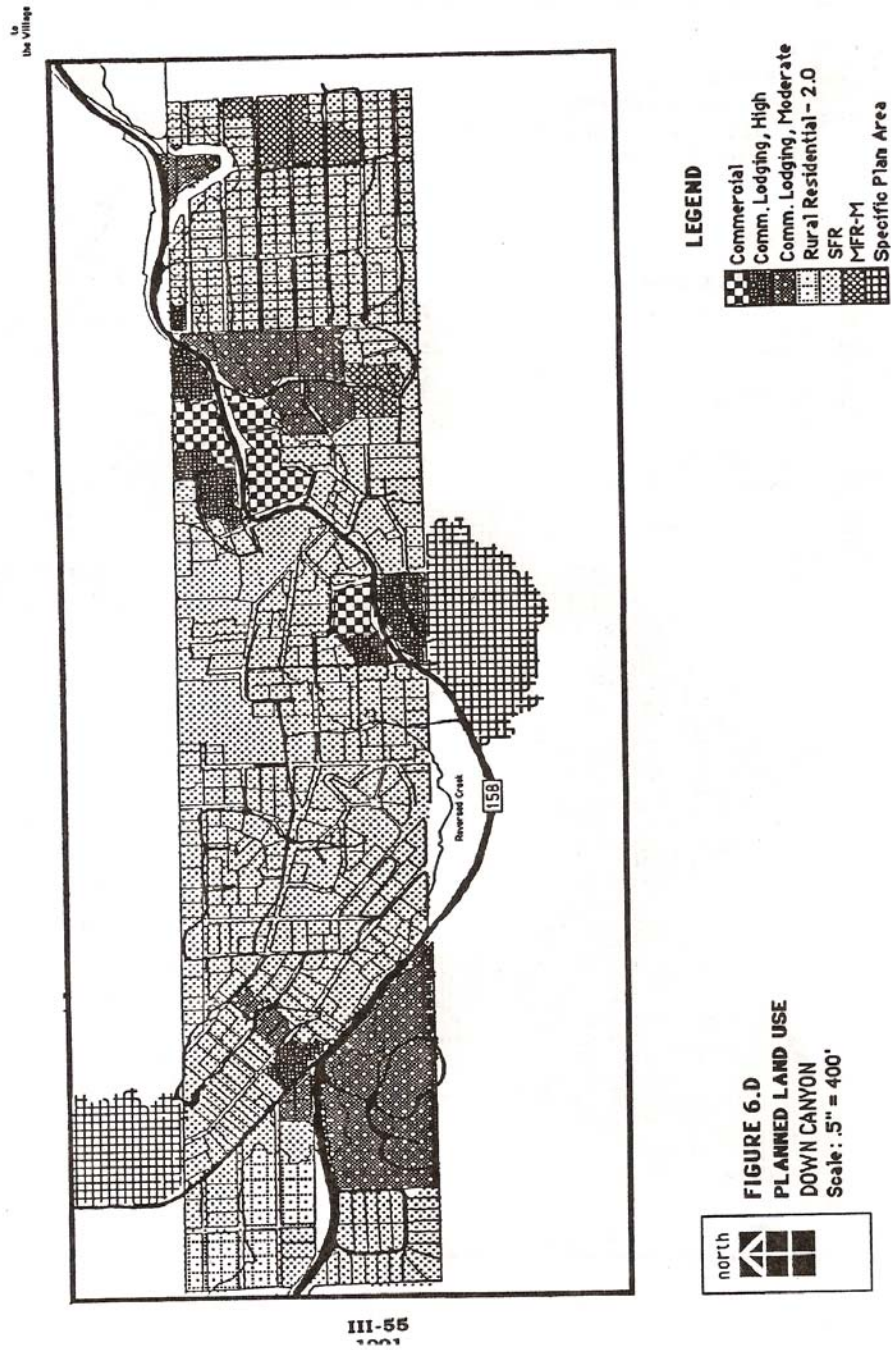 to
the Village
Reversed Creek
158
LEGEND
Commercial
Comm. Lodging, High
Comm. Lodging, Moderate
Rural Residential - 2.0
SFR
MFR-M
Specific Plan Area
north
FIGURE 6.D
PLANNED LAND USE
DOWN CANYON
Scale: .5" = 400'
III-55